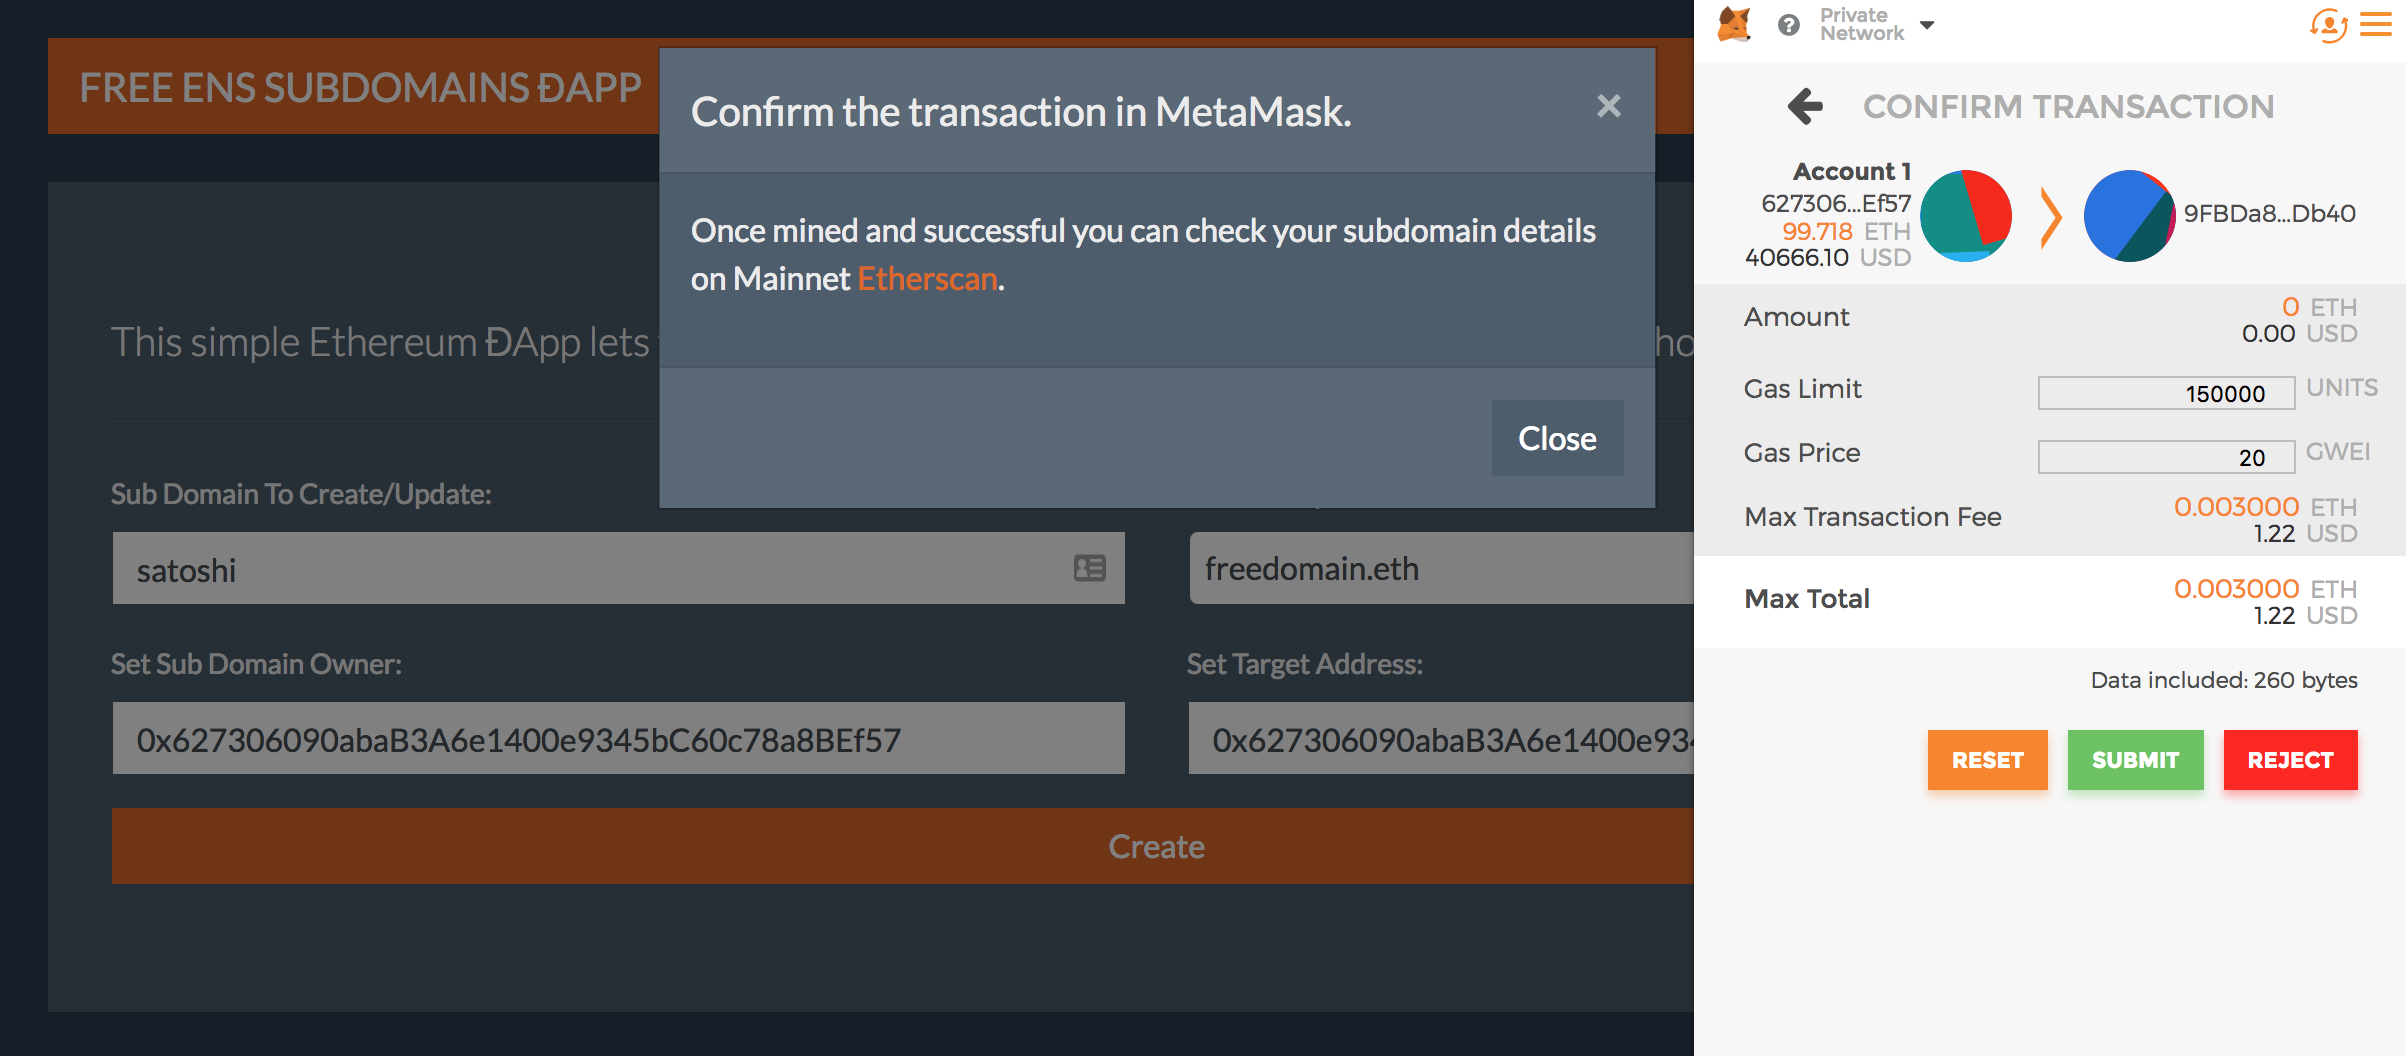 FREE ENS SUBDOMAINS ÐAPP
Confirm the transaction in MetaMask.
×
Once mined and successful you can check your subdomain details
on Mainnet Etherscan.
Close
This simple Ethereum ÐApp lets
Sub Domain To Create/Update:
satoshi
freedomain.eth
Set Sub Domain Owner:
Set Target Address:
0x627306090abaB3A6e1400e9345bC60c78a8BEf57
0x627306090abaB3A6e1400e934
Create
Private
Network
CONFIRM TRANSACTION
Account 1
627306...Ef57
99.718 ETH
40666.10 USD
9FBDa8...Db40
Amount
0 ETH
0.00 USD
Gas Limit
150000 UNITS
Gas Price
20 GWEI
Max Transaction Fee
0.003000 ETH
1.22 USD
Max Total
0.003000 ETH
1.22 USD
Data included: 260 bytes
RESET
SUBMIT
REJECT